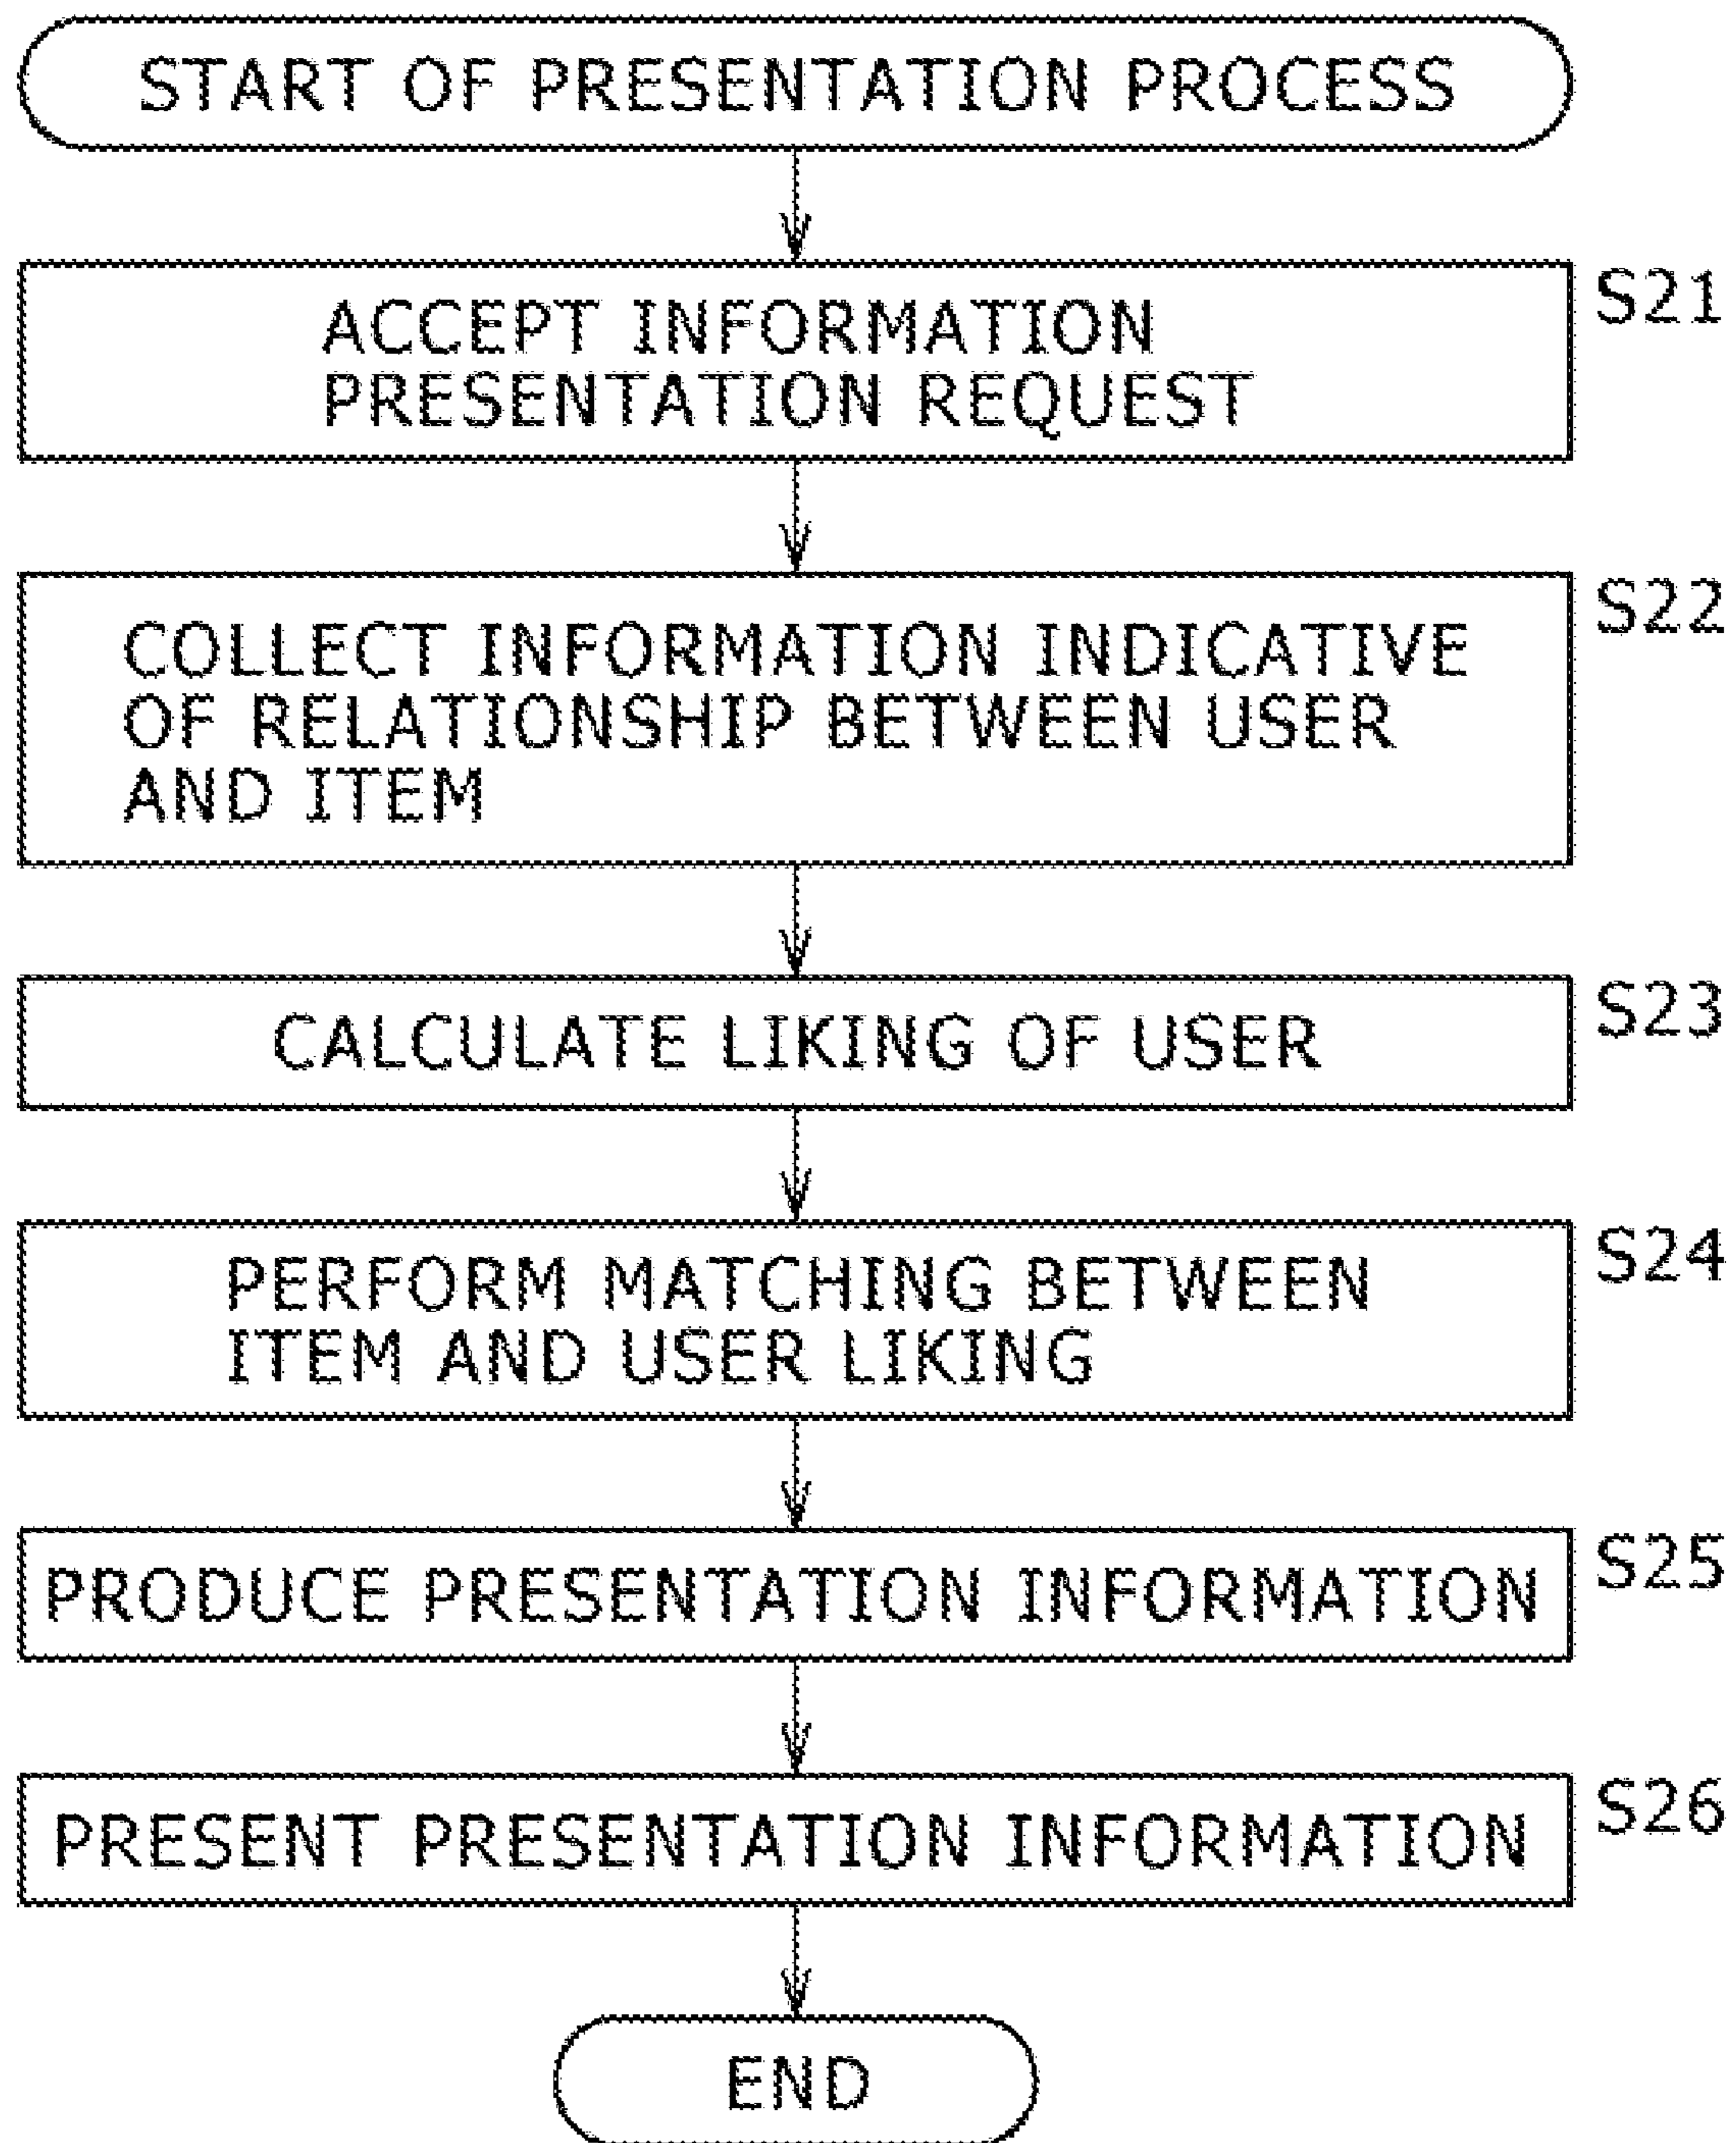 START OF PRESENTATION PROCESS
S21
ACCEPT INFORMATION
PRESENTATION REQUEST
S22
COLLECT INFORMATION INDICATIVE
OF RELATIONSHIP BETWEEN USER
AND ITEM
S23
CALCULATE LIKING OF USER
S24
PERFORM MATCHING BETWEEN
ITEM AND USER LIKING
S25
PRODUCE PRESENTATION INFORMATION
S26
PRESENT PRESENTATION INFORMATION
END